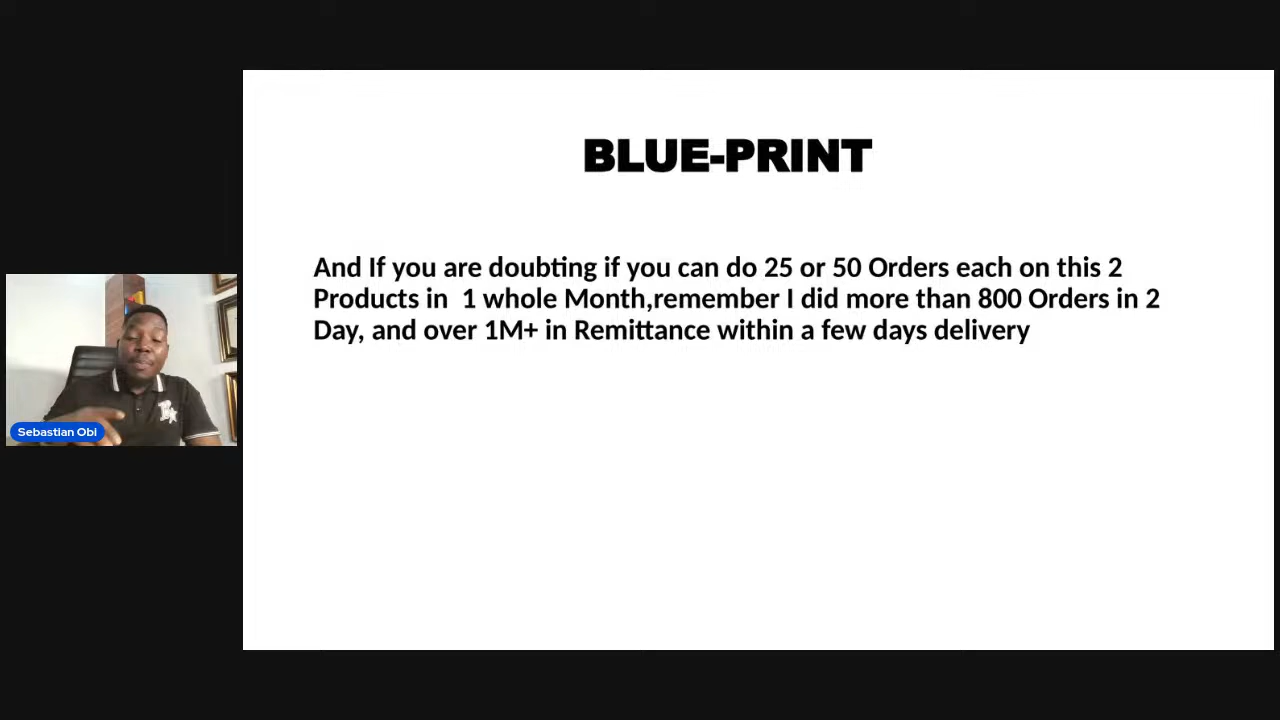 BLUE-PRINT
And If you are doubting if you can do 25 or 50 Orders each on this 2
Products in  1 whole Month,remember I did more than 800 Orders in 2
Day, and over 1M+ in Remittance within a few days delivery
Sebastian Obi